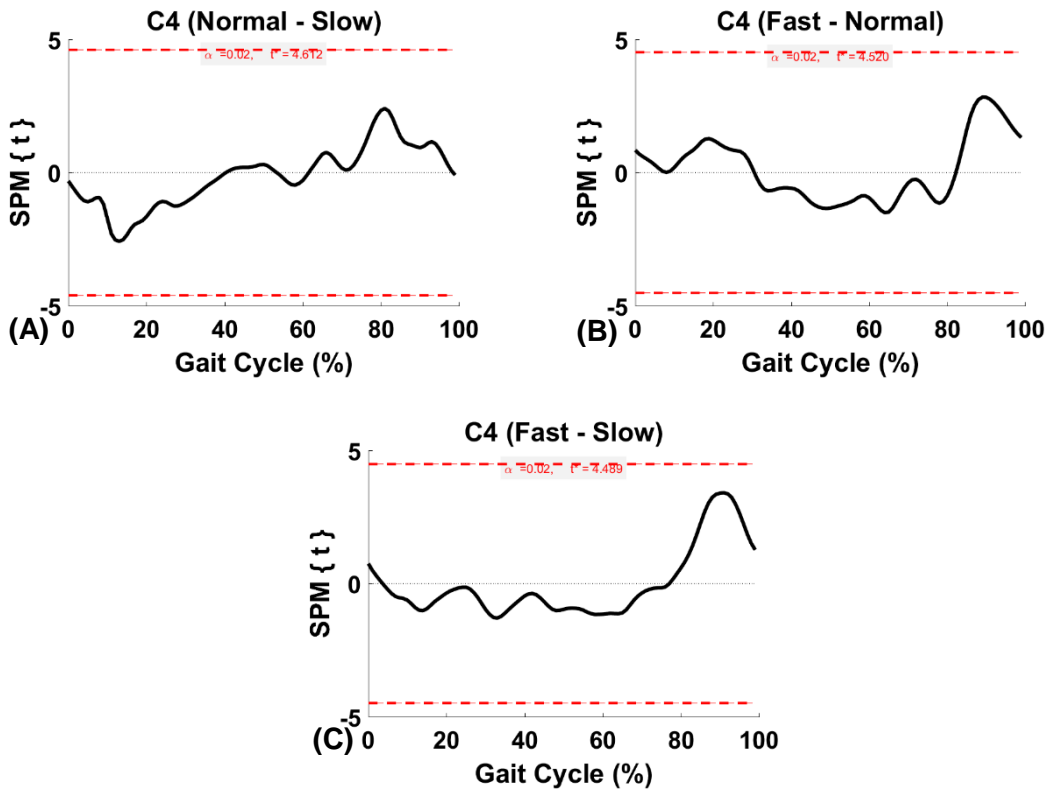 C4 (Normal - Slow)
5
α =0.02, t* = 4.612
SPM { t }
0
-5
0 20 40 60 80 100
(A)
Gait Cycle (%)
C4 (Fast - Normal)
5
α =0.02, t* = 4.520
SPM { t }
0
-5
0 20 40 60 80 100
(B)
Gait Cycle (%)
C4 (Fast - Slow)
5
α =0.02, t* = 4.489
SPM { t }
0
-5
0 20 40 60 80 100
(C)
Gait Cycle (%)